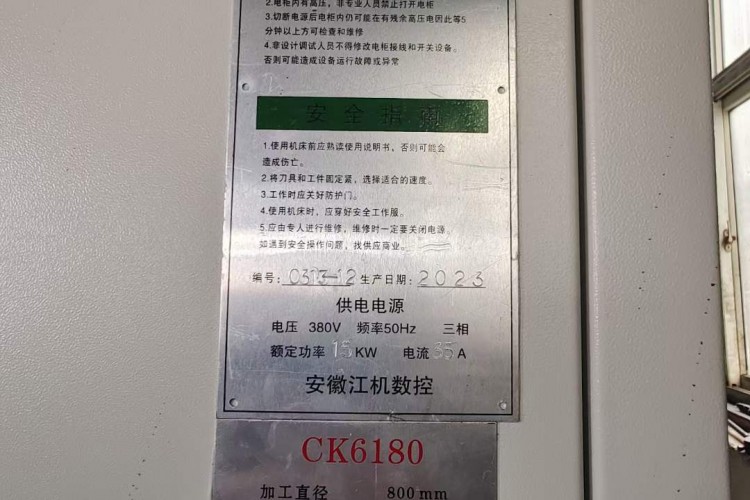 2.电柜内有高压，非专业人员禁止打开电柜
3.切断电源后电柜内仍可能在有残余高压电因此等5
分钟以上方可检查和维修
4.非设计调试人员不得修改电柜接线和开关设备。
否则可能造成设备运行故障或异常
安全指南
1.使用机床前应熟读使用说明书，否则可能会
造成伤亡。
2.将刀具和工件固定紧，选择适合的速度。
3.工作时应关好防护门。
4.使用机床时，应穿好安全工作服。
5.应由专人进行维修，维修时一定要关闭电源。
如遇到安全操作问题，找供应商业。
编号：0313-12 生产日期：2023
供电电源
电压 380V 频率50Hz 三相
额定功率 15 KW 电流 35 A
安徽江机数控
CK6180
加工直径 800mm